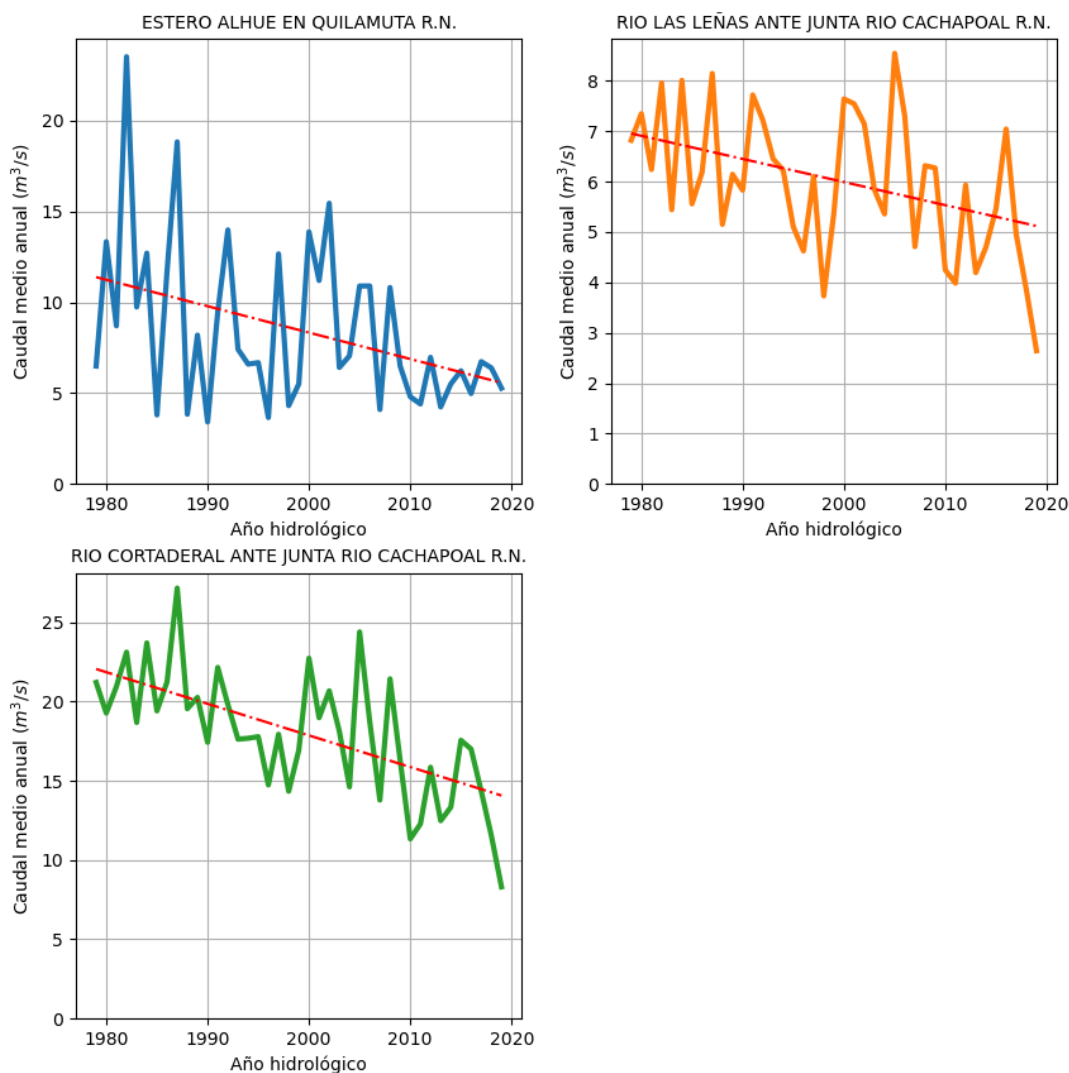 ESTERO ALHUE EN QUILAMUTA R.N.
Caudal medio anual (m³/s)
20
15
10
5
0
1980 1990 2000 2010 2020
Año hidrológico
RIO LAS LEÑAS ANTE JUNTA RIO CACHAPOAL R.N.
Caudal medio anual (m³/s)
8
7
6
5
4
3
2
1
0
1980 1990 2000 2010 2020
Año hidrológico
RIO CORTADERAL ANTE JUNTA RIO CACHAPOAL R.N.
Caudal medio anual (m³/s)
25
20
15
10
5
0
1980 1990 2000 2010 2020
Año hidrológico